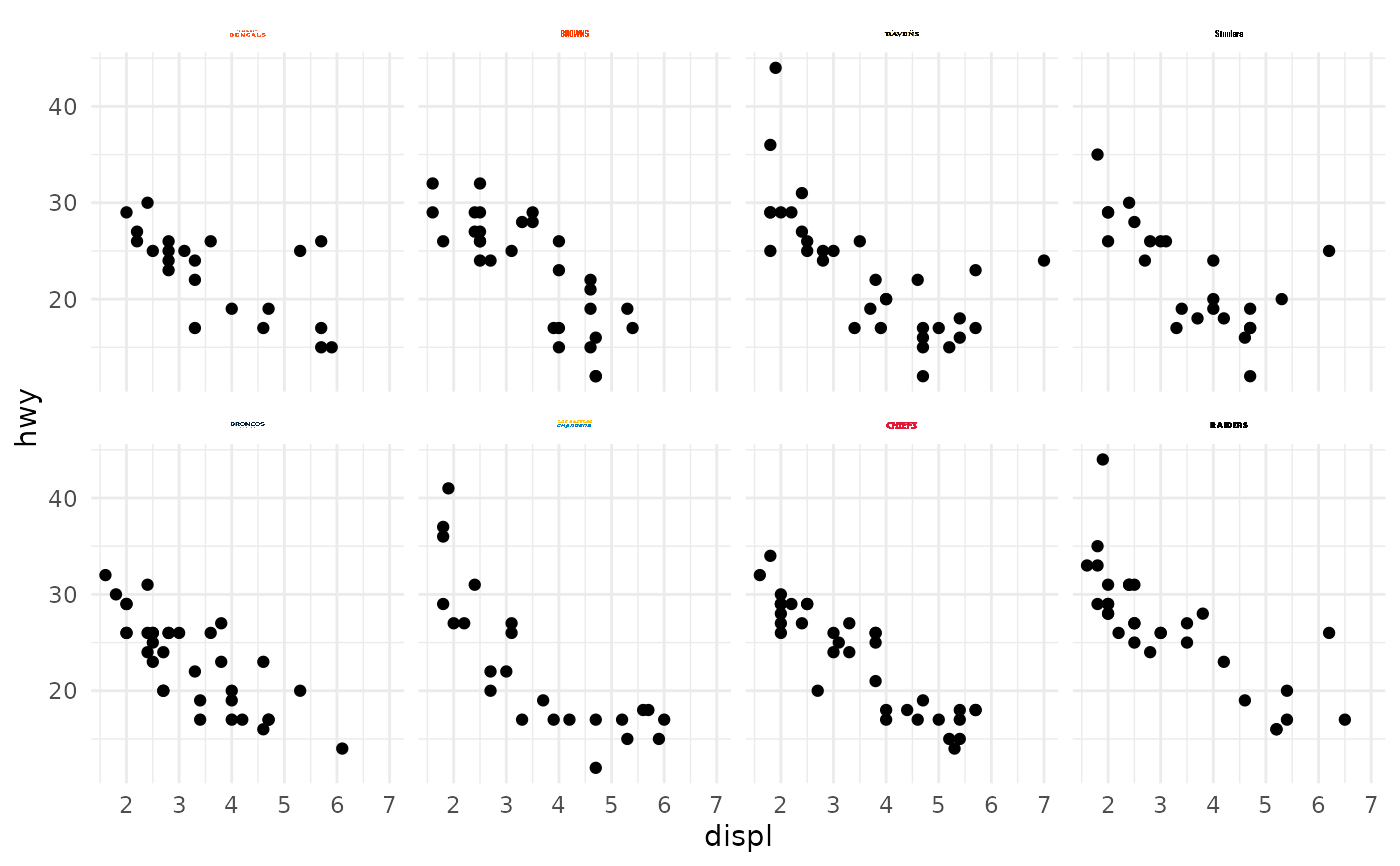 BENGALS
BROWNS
RAVENS
Steelers
40
30
20
hwy
BRONCOS
CHARGERS
CHIEFS
RAIDERS
40
30
20
2 3 4 5 6 7
2 3 4 5 6 7
2 3 4 5 6 7
2 3 4 5 6 7
displ